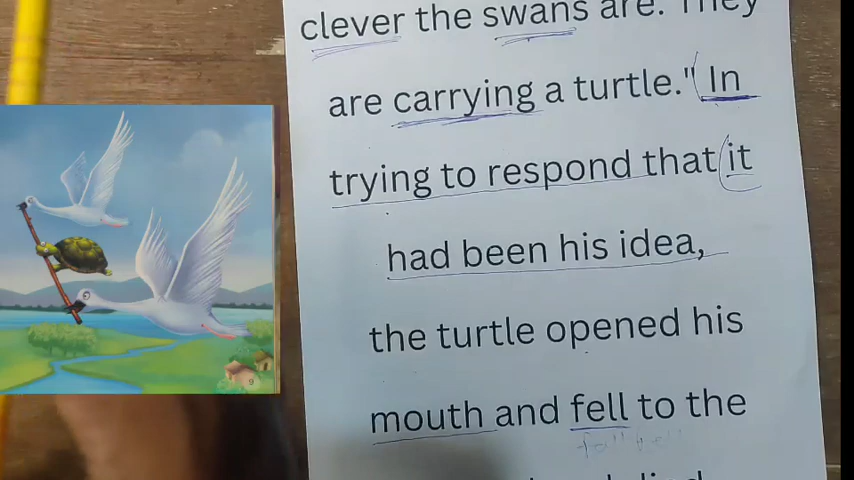 clever the swans are. They
are carrying a turtle." In
trying to respond that it
had been his idea,
the turtle opened his
mouth and fell to the
9